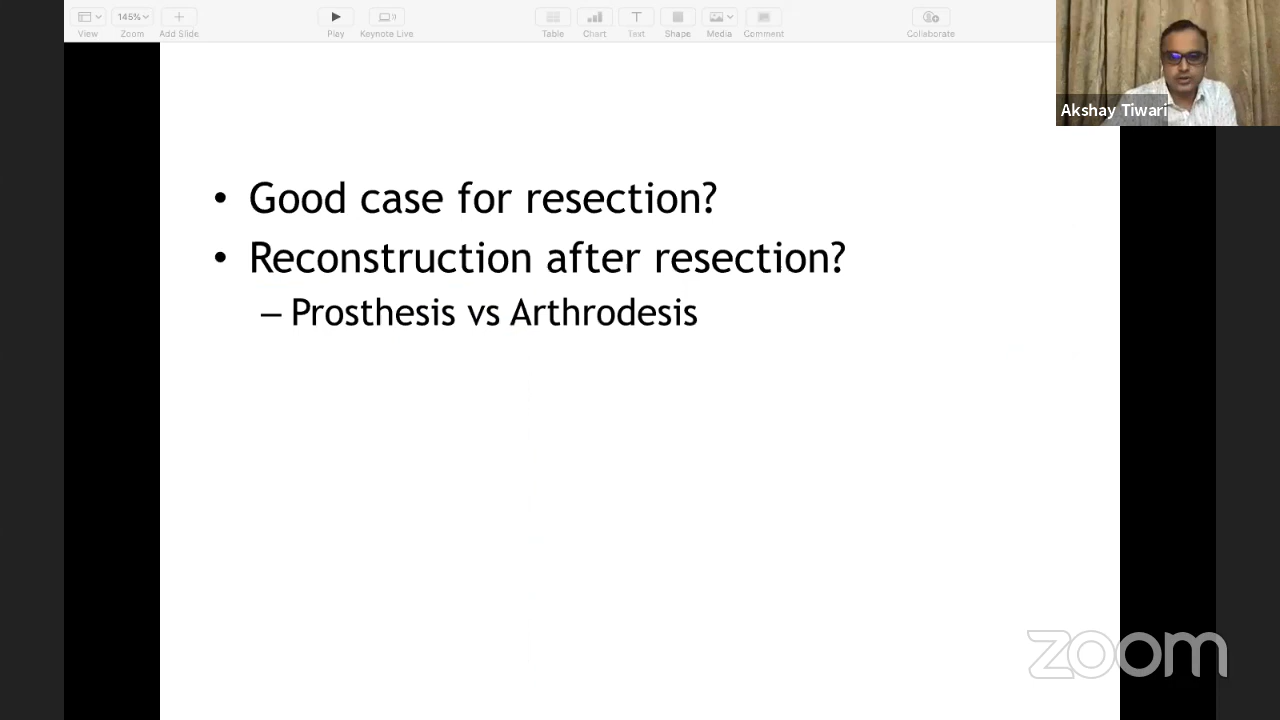 View
145%
Zoom
Add Slide
Play
Keynote Live
Table
Chart
Text
Shape
Media
Comment
Collaborate
Akshay Tiwari
• Good case for resection?
• Reconstruction after resection?
– Prosthesis vs Arthrodesis
zoom